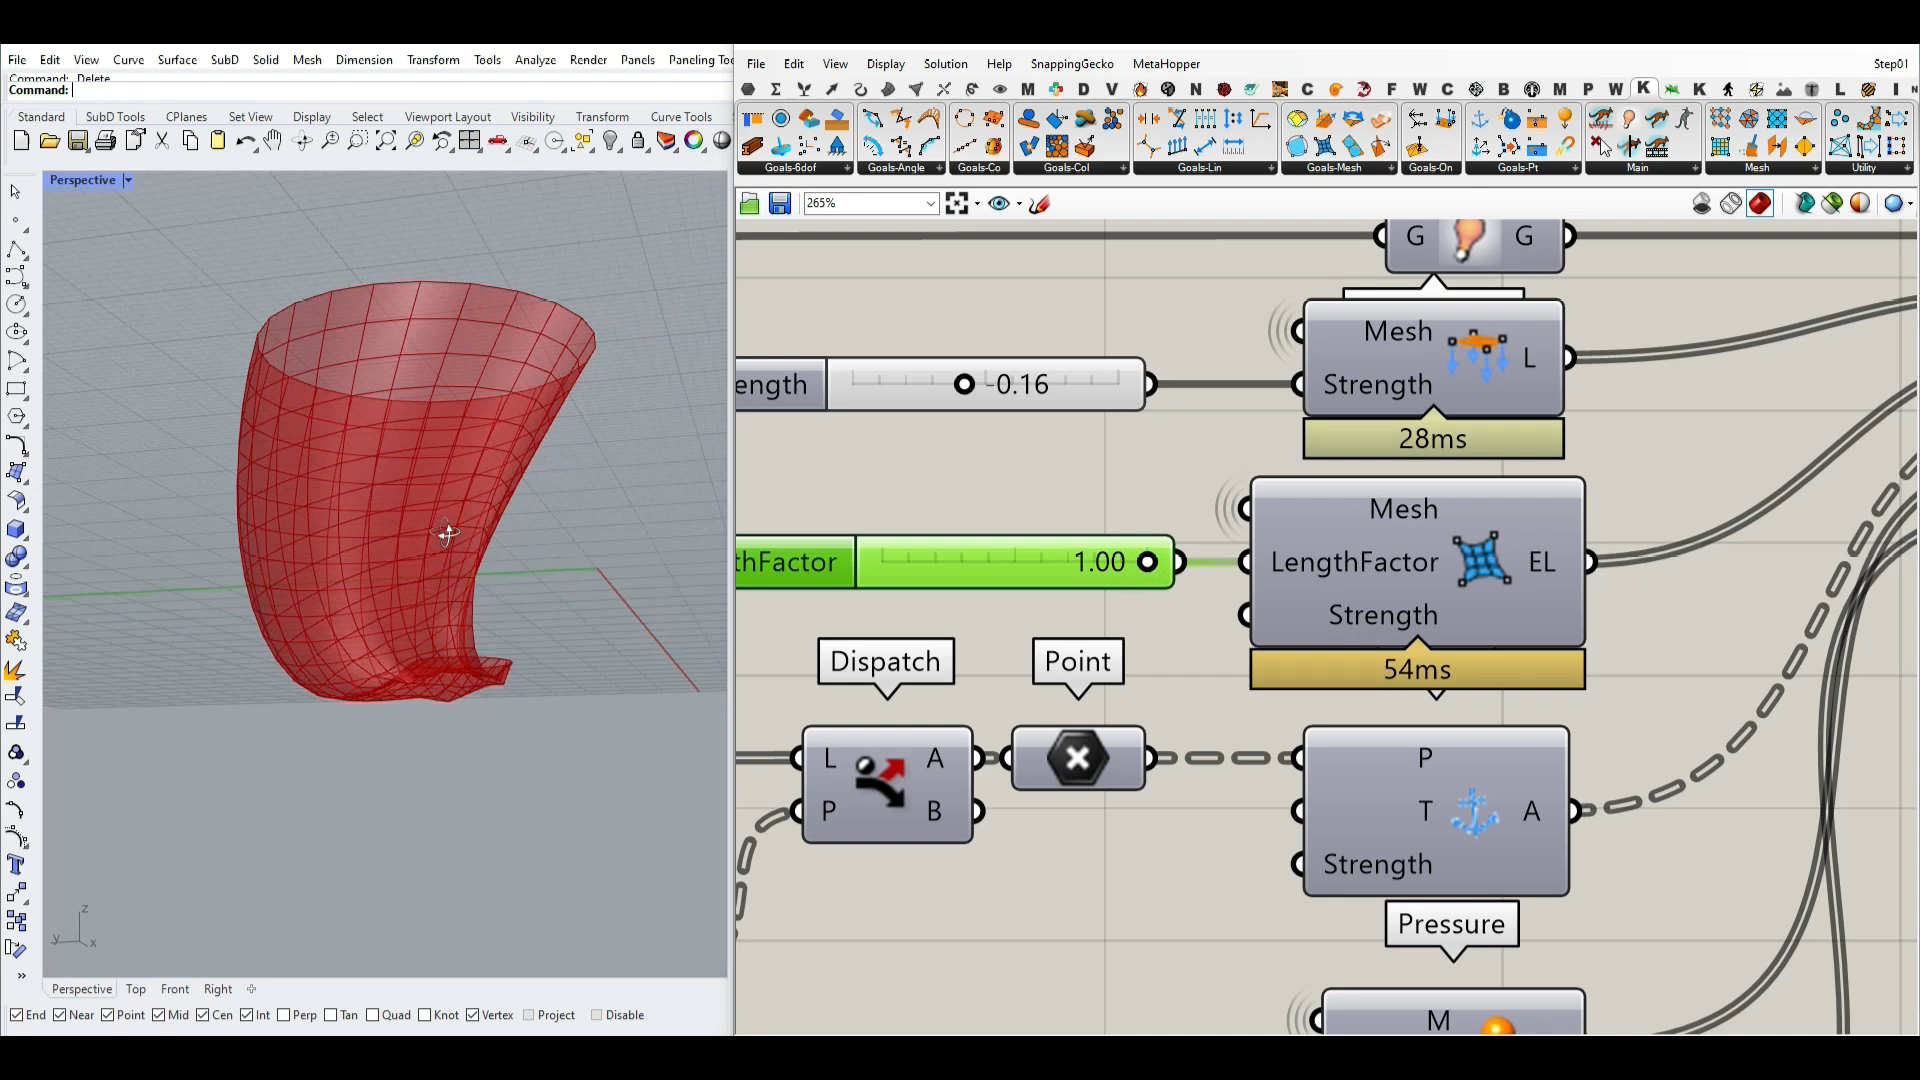 File Edit View Curve Surface SubD Solid Mesh Dimension Transform Tools Analyze Render Panels Paneling Too
Command: Delete
Command:
Standard SubD Tools CPlanes Set View Display Select Viewport Layout Visibility Transform Curve Tools
Perspective
z
y
x
Perspective Top Front Right
End Near Point Mid Cen Int Perp Tan Quad Knot Vertex Project Disable
File Edit View Display Solution Help SnappingGecko MetaHopper Step01
M D V N C F W C B M P W K K L I N
Goals-6dof Goals-Angle Goals-Co Goals-Col Goals-Lin Goals-Mesh Goals-On Goals-Pt Main Mesh Utility
265%
G G
Mesh
Strength
L
ength -0.16
28ms
Mesh
LengthFactor
Strength
EL
thFactor 1.00
54ms
Dispatch Point
L A
P B
P
T
Strength
A
Pressure
M